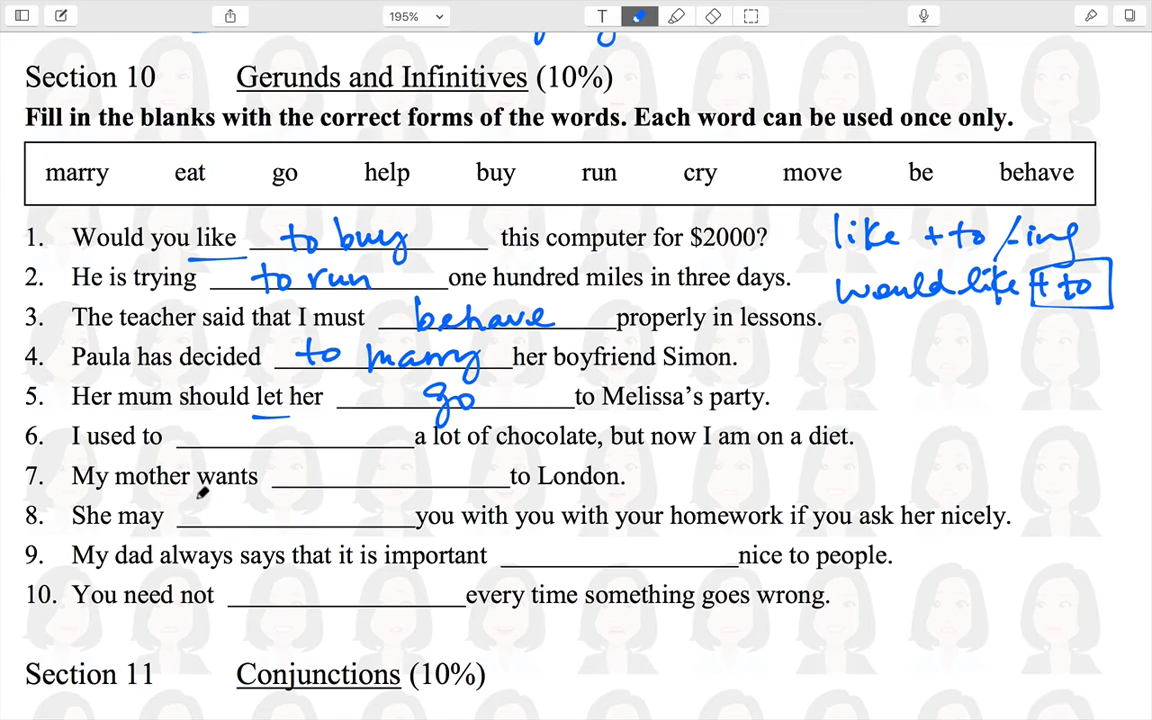 195%
T
Section 10 Gerunds and Infinitives (10%)
Fill in the blanks with the correct forms of the words. Each word can be used once only.
marry eat go help buy run cry move be behave
1. Would you like to buy this computer for $2000? like + to /-ing
2. He is trying to run one hundred miles in three days. would like + to
3. The teacher said that I must behave properly in lessons.
4. Paula has decided to marry her boyfriend Simon.
5. Her mum should let her go to Melissa's party.
6. I used to ____________ a lot of chocolate, but now I am on a diet.
7. My mother wants ____________ to London.
8. She may ____________ you with you with your homework if you ask her nicely.
9. My dad always says that it is important ____________ nice to people.
10. You need not ____________ every time something goes wrong.
Section 11 Conjunctions (10%)